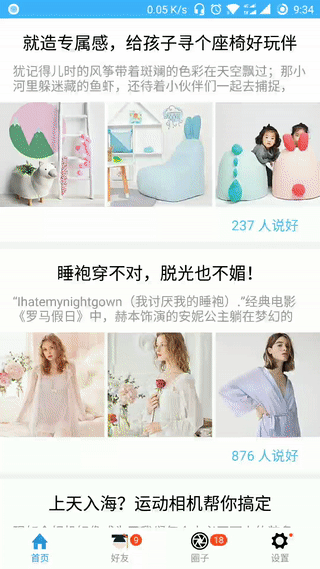 0.05 K/s
9:34
就造专属感，给孩子寻个座椅好玩伴
犹记得儿时的风筝带着斑斓的色彩在天空飘过；那小
河里躲迷藏的鱼虾，还待着小伙伴们一起去捕捉，
237 人说好
睡袍穿不对，脱光也不媚！
“Ihatemynightgown（我讨厌我的睡袍）.”经典电影
《罗马假日》中，赫本饰演的安妮公主躺在梦幻的
876 人说好
上天入海？运动相机帮你搞定
首页
好友
9
圈子
18
设置